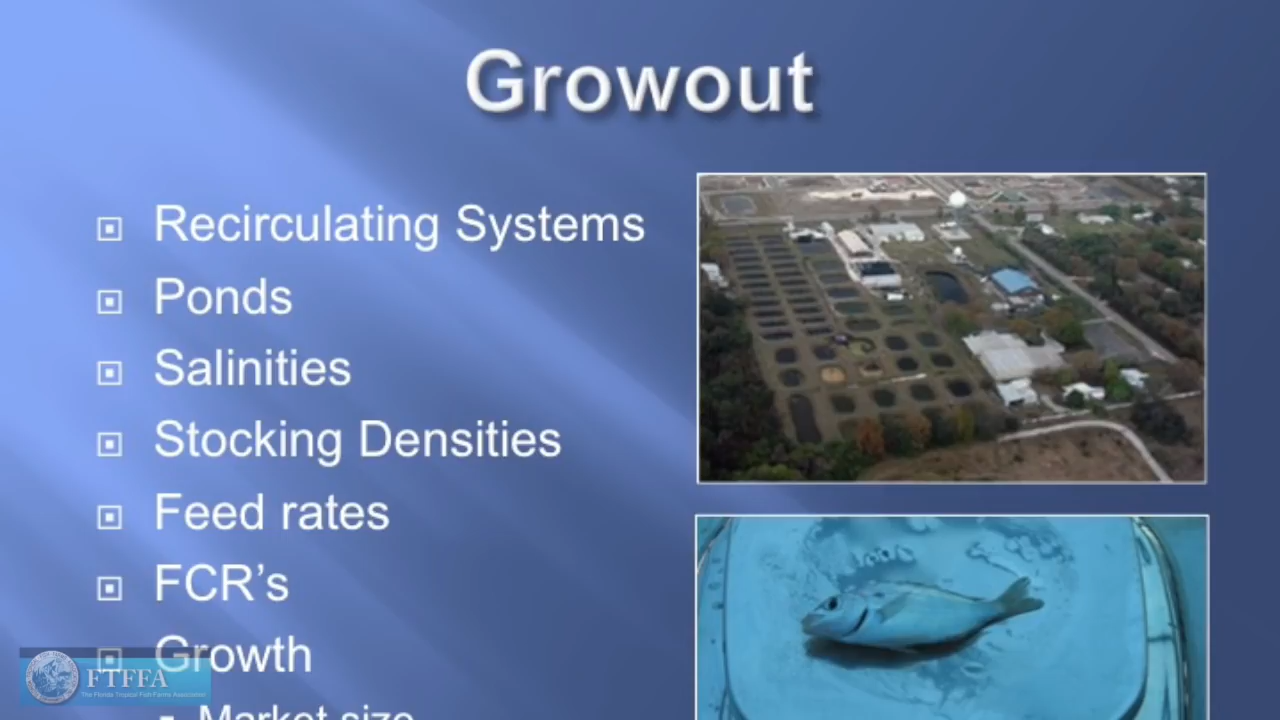 Growout
Recirculating Systems
Ponds
Salinities
Stocking Densities
Feed rates
FCR's
Growth
Market size
FTFFA
The Florida Tropical Fish Farms Association